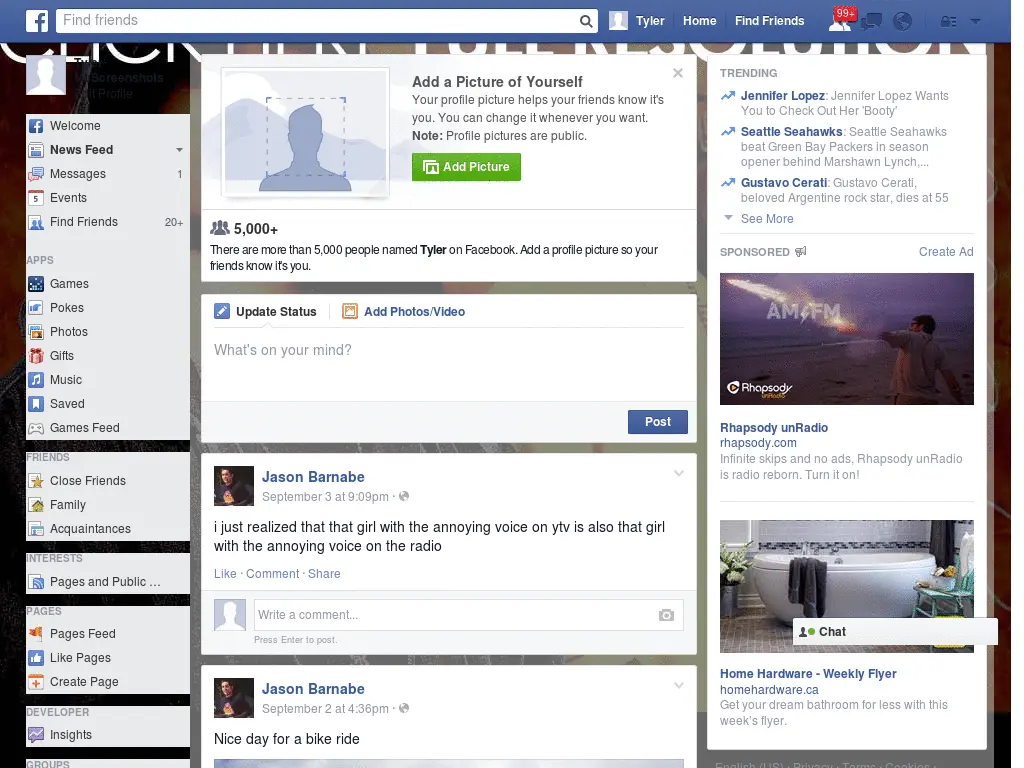 Find friends
Tyler
Home
Find Friends
99+
CLICK HERE FULL RESOLUTION
Screenshots
Edit Profile
Welcome
News Feed
Messages 1
Events
Find Friends 20+
APPS
Games
Pokes
Photos
Gifts
Music
Saved
Games Feed
FRIENDS
Close Friends
Family
Acquaintances
INTERESTS
Pages and Public ...
PAGES
Pages Feed
Like Pages
Create Page
DEVELOPER
Insights
GROUPS
Add a Picture of Yourself
Your profile picture helps your friends know it's
you. You can change it whenever you want.
Note: Profile pictures are public.
Add Picture
5,000+
There are more than 5,000 people named Tyler on Facebook. Add a profile picture so your
friends know it's you.
Update Status
Add Photos/Video
What's on your mind?
Post
Jason Barnabe
September 3 at 9:09pm ·
i just realized that that girl with the annoying voice on ytv is also that girl
with the annoying voice on the radio
Like · Comment · Share
Write a comment...
Press Enter to post.
Jason Barnabe
September 2 at 4:36pm ·
Nice day for a bike ride
TRENDING
Jennifer Lopez: Jennifer Lopez Wants
You to Check Out Her 'Booty'
Seattle Seahawks: Seattle Seahawks
beat Green Bay Packers in season
opener behind Marshawn Lynch,...
Gustavo Cerati: Gustavo Cerati,
beloved Argentine rock star, dies at 55
See More
SPONSORED
Create Ad
AM/FM
Rhapsody
unRadio
Rhapsody unRadio
rhapsody.com
Infinite skips and no ads, Rhapsody unRadio
is radio reborn. Turn it on!
Chat
Home Hardware - Weekly Flyer
homehardware.ca
Get your dream bathroom for less with this
week's flyer.
English (US) · Privacy · Terms · Cookies ·